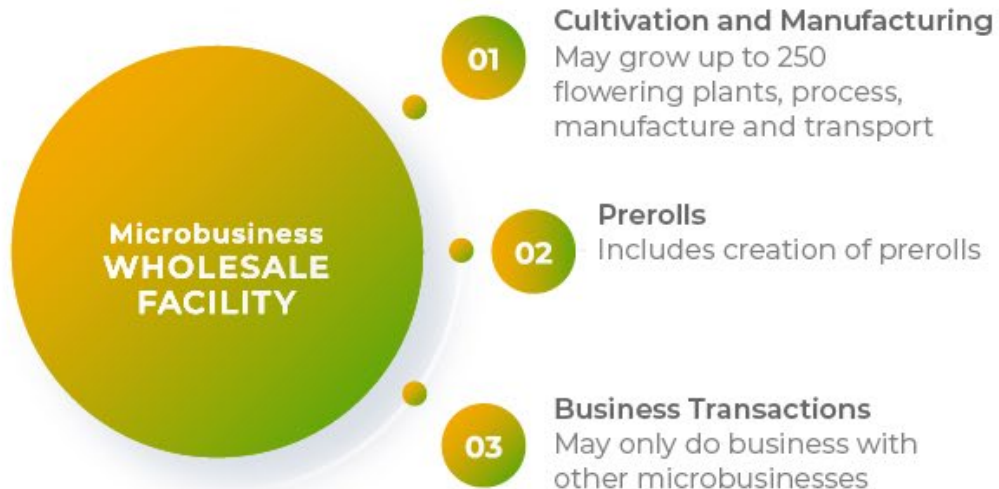 Microbusiness
WHOLESALE
FACILITY
01
Cultivation and Manufacturing
May grow up to 250
flowering plants, process,
manufacture and transport
02
Prerolls
Includes creation of prerolls
03
Business Transactions
May only do business with
other microbusinesses